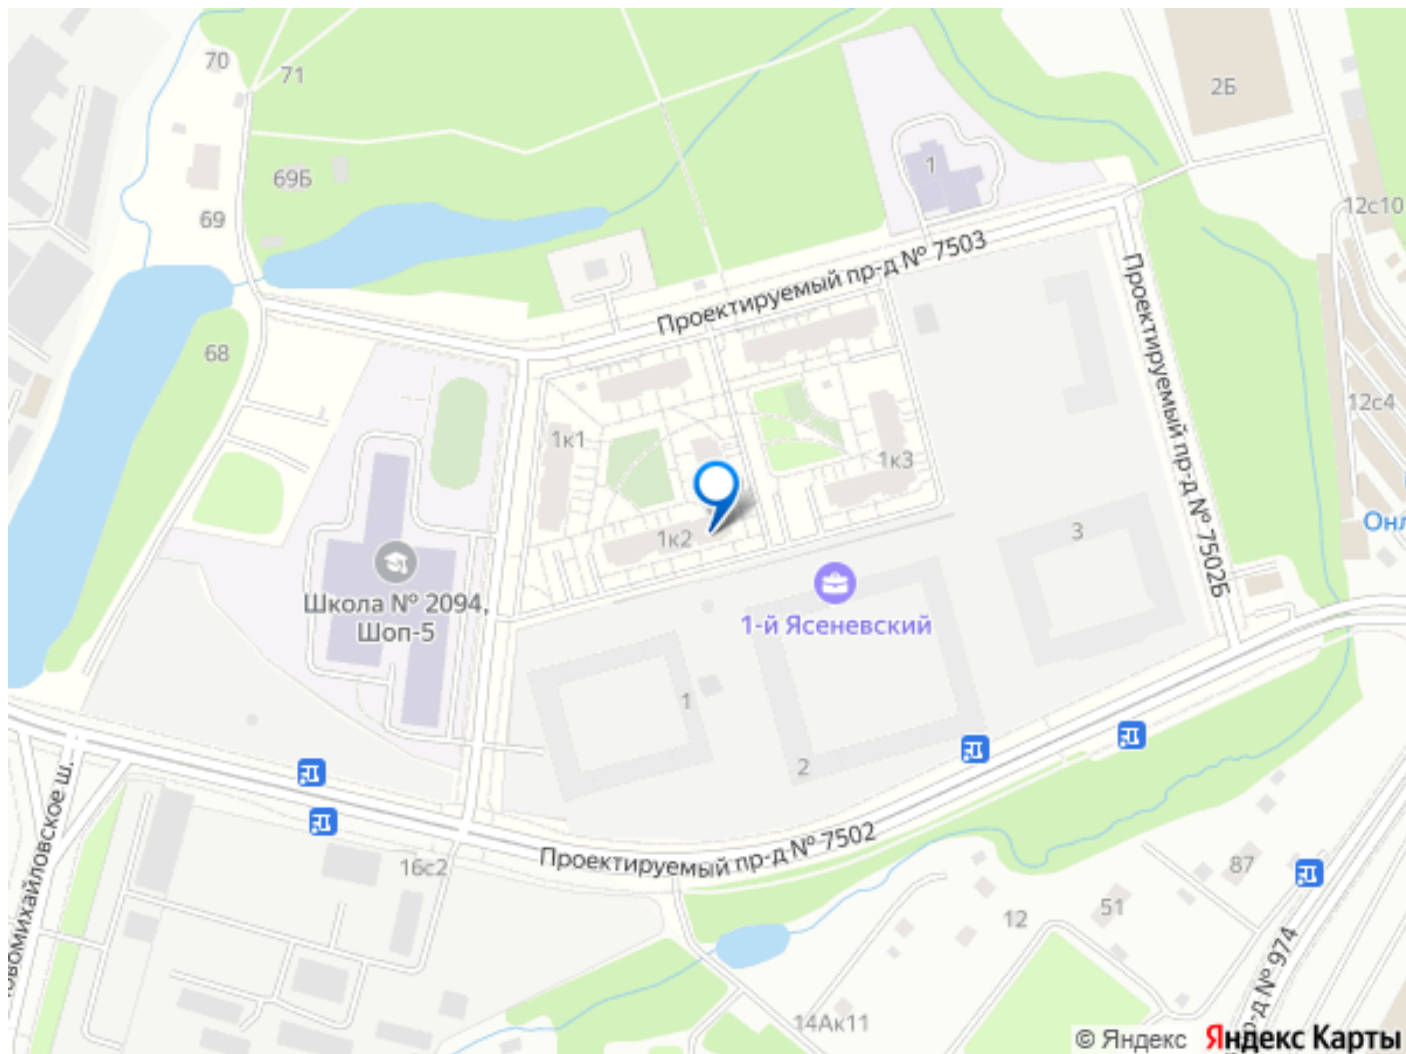 70
71
2Б
69Б
1
69
12с10
Проектируемый пр-д № 7503
Проектируемый пр-д № 7502Б
68
12с4
1к1
1к3
Онл
1к2
3
Школа № 2094,
Шоп-5
1-й Ясеневский
1
2
Проектируемый пр-д № 7502
овомихайловское ш.
16с2
87
51
12
р-д № 974
14Ак11
© Яндекс Яндекс Карты